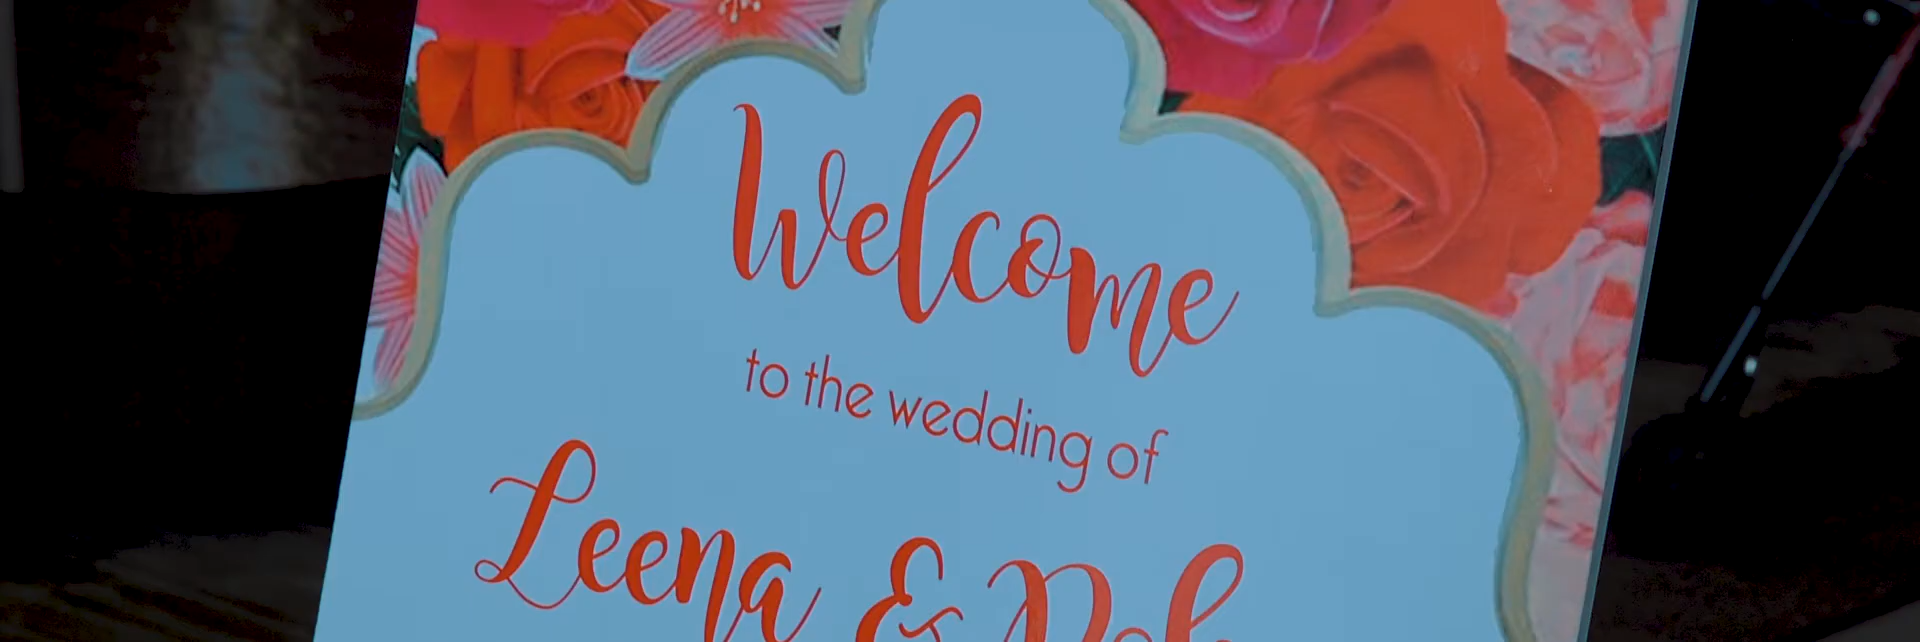 Welcome
to the wedding of
Leena &